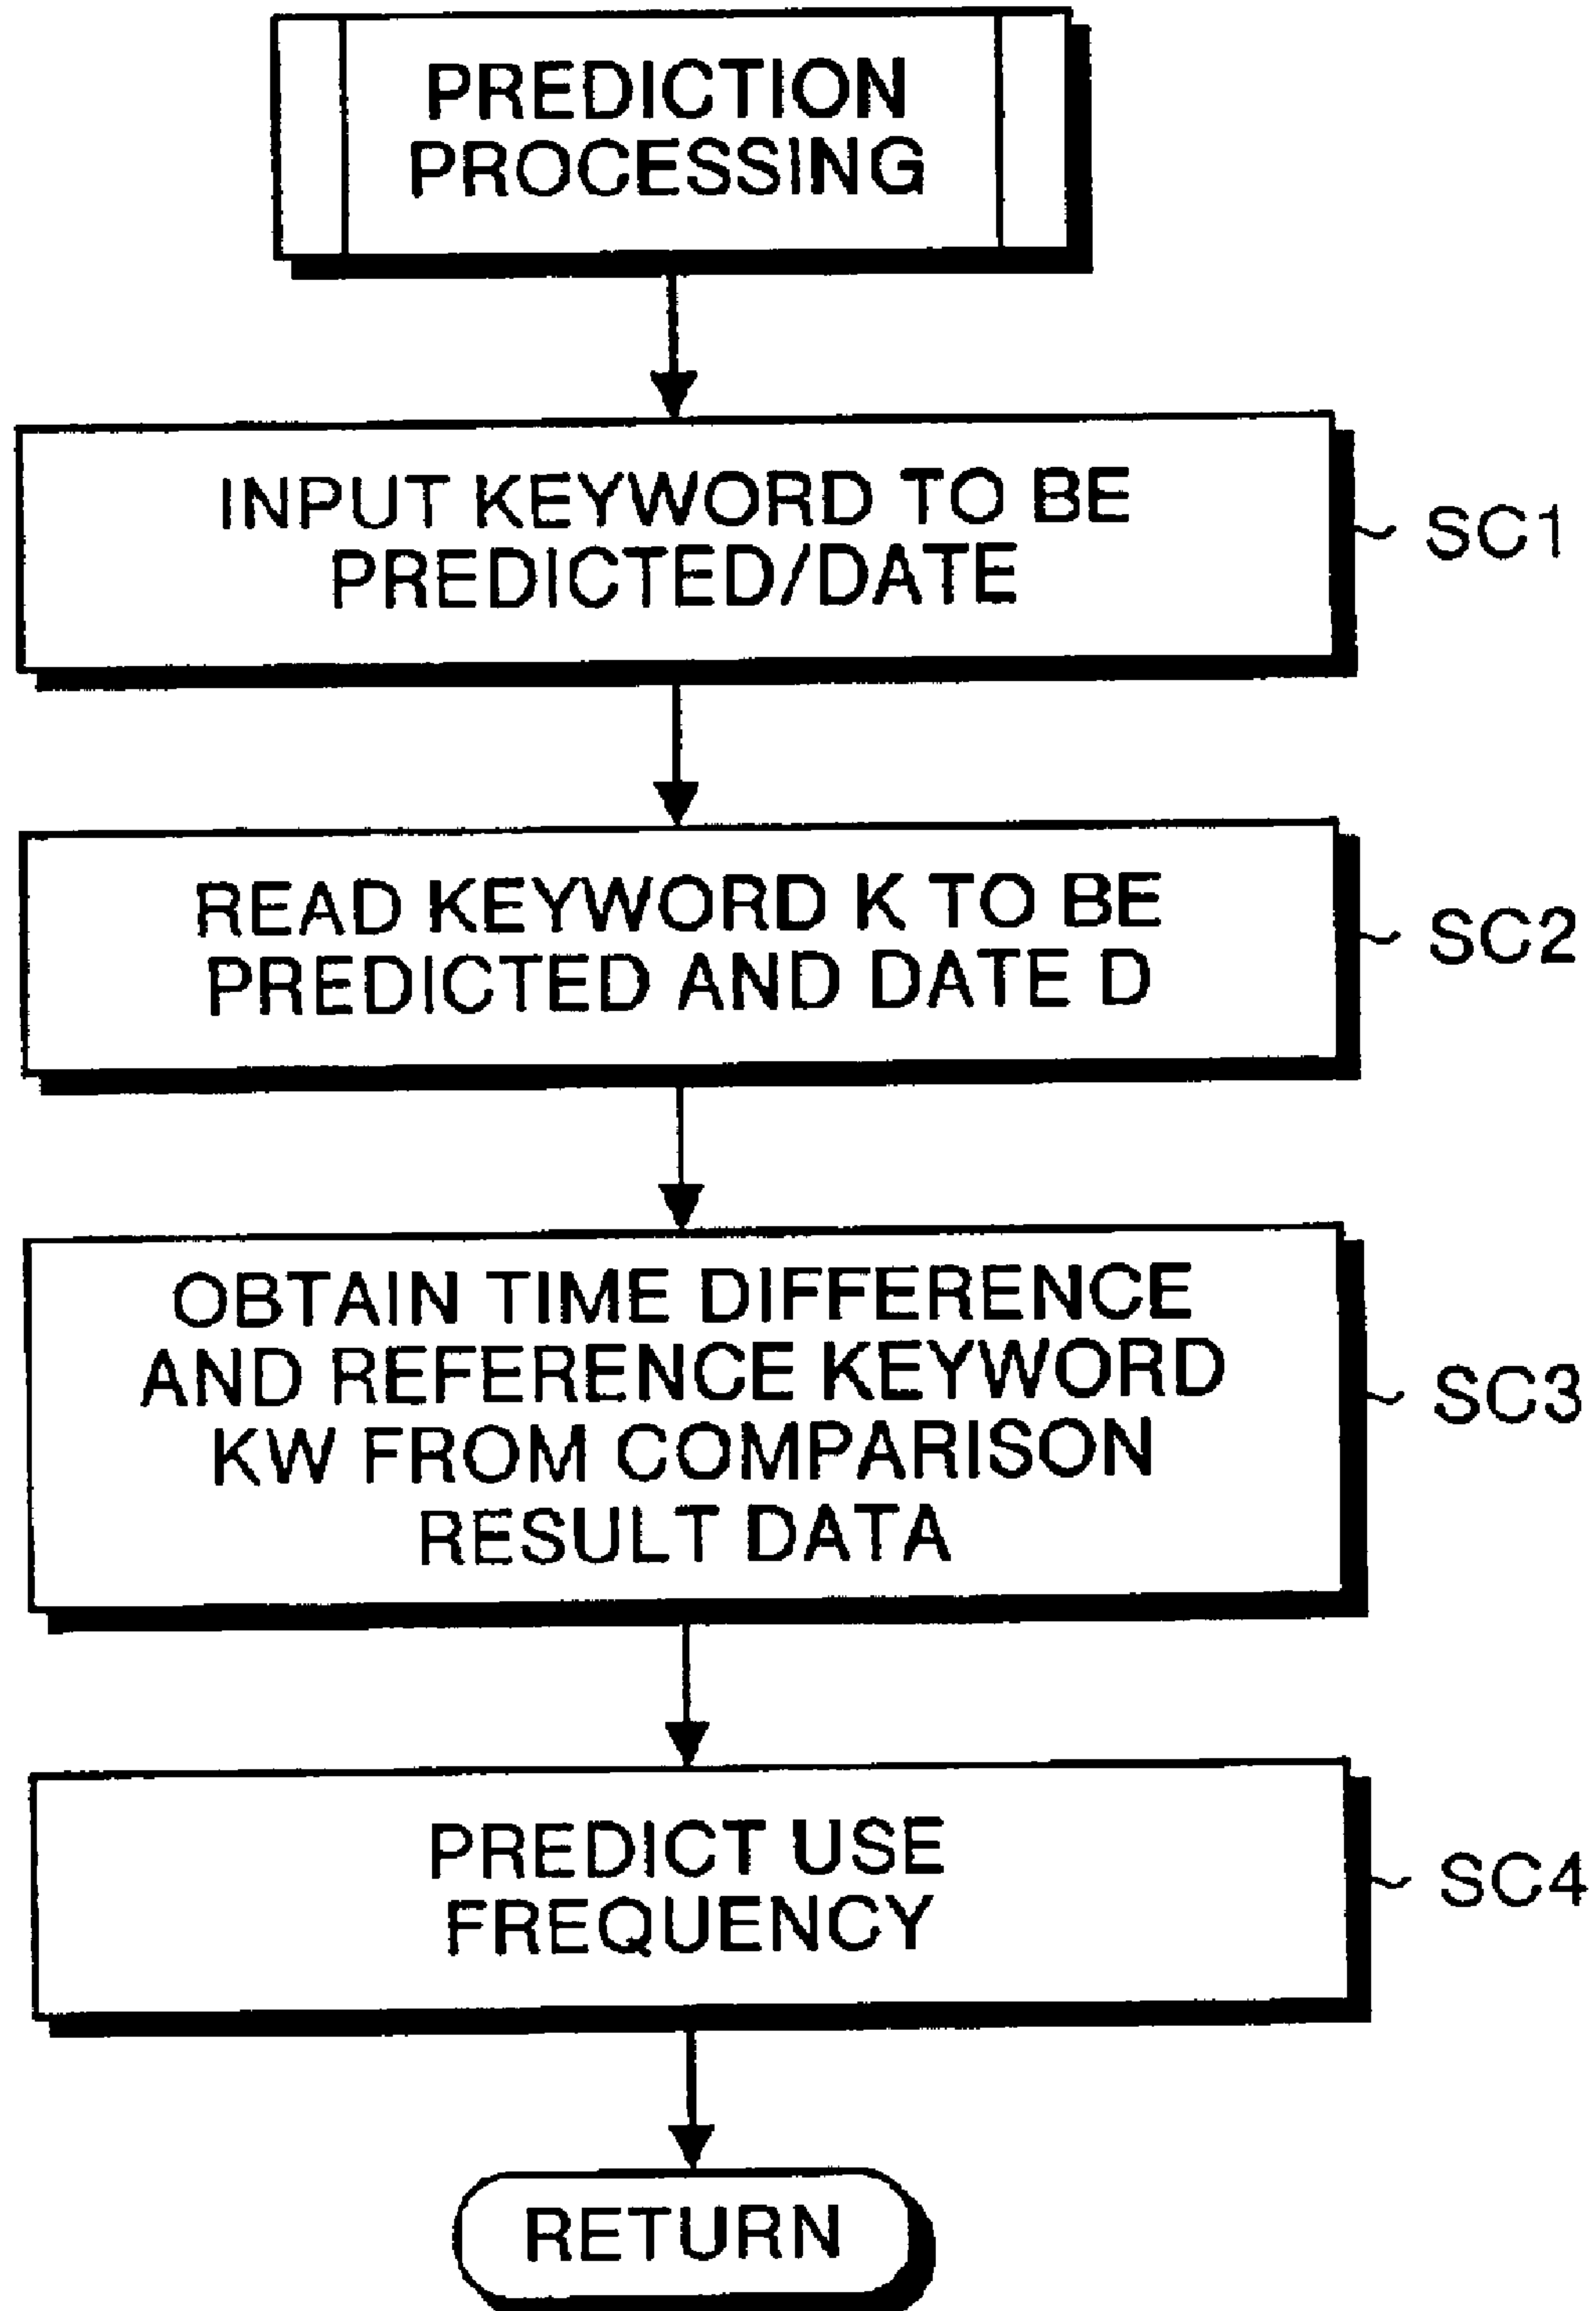 PREDICTION
PROCESSING
INPUT KEYWORD TO BE
PREDICTED/DATE
SC1
READ KEYWORD K TO BE
PREDICTED AND DATE D
SC2
OBTAIN TIME DIFFERENCE
AND REFERENCE KEYWORD
KW FROM COMPARISON
RESULT DATA
SC3
PREDICT USE
FREQUENCY
SC4
RETURN